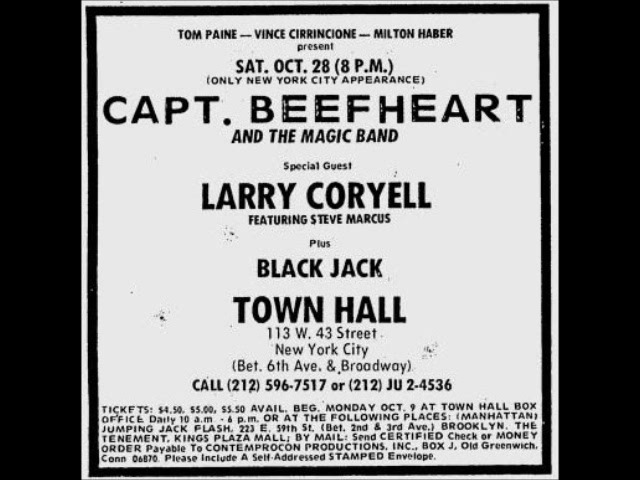 TOM PAINE — VINCE CIRRINCIONE — MILTON HABER
present
SAT. OCT. 28 (8 P.M.)
(ONLY NEW YORK CITY APPEARANCE)
CAPT. BEEFHEART
AND THE MAGIC BAND
Special Guest
LARRY CORYELL
FEATURING STEVE MARCUS
Plus
BLACK JACK
TOWN HALL
113 W. 43 Street
New York City
(Bet. 6th Ave. & Broadway)
CALL (212) 596-7517 or (212) JU 2-4536
TICKETS: $4.50, $5.00, $5.50 AVAIL. BEG. MONDAY OCT. 9 AT TOWN HALL BOX
OFFICE Daily 10 a.m. - 6 p.m. OR AT THE FOLLOWING PLACES: (MANHATTAN)
JUMPING JACK FLASH, 223 E. 59th St. (Bet. 2nd & 3rd Ave.) BROOKLYN. THE
TENEMENT, KINGS PLAZA MALL; BY MAIL: Send CERTIFIED Check or MONEY
ORDER Payable To CONTEMPROCON PRODUCTIONS, INC., BOX J, Old Greenwich,
Conn 06870. Please Include A Self-Addressed STAMPED Envelope.